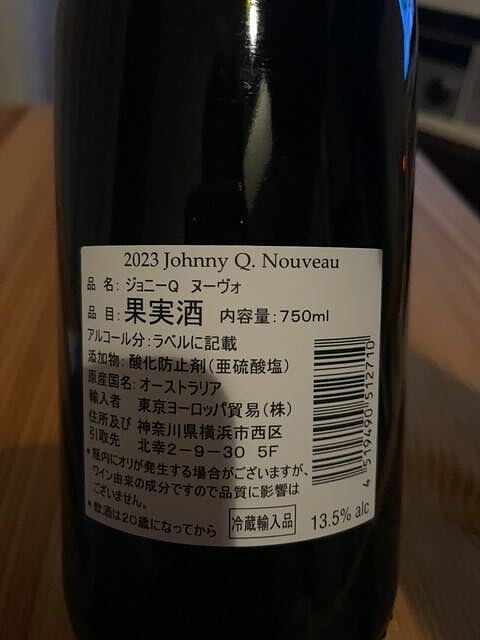 2023 Johnny Q. Nouveau
品 名: ジョニーQ ヌーヴォ
品 目: 果実酒 内容量: 750ml
アルコール分: ラベルに記載
添加物: 酸化防止剤(亜硫酸塩)
原産国名: オーストラリア
輸入者 東京ヨーロッパ貿易(株)
住所及び 神奈川県横浜市西区
引取先 北幸2-9-30 5F
*瓶内にオリが発生する場合がございますが、
ワイン由来の成分ですので品質に影響は
ございません。
*飲酒は20歳になってから
冷蔵輸入品
13.5% alc
4 519490 512710